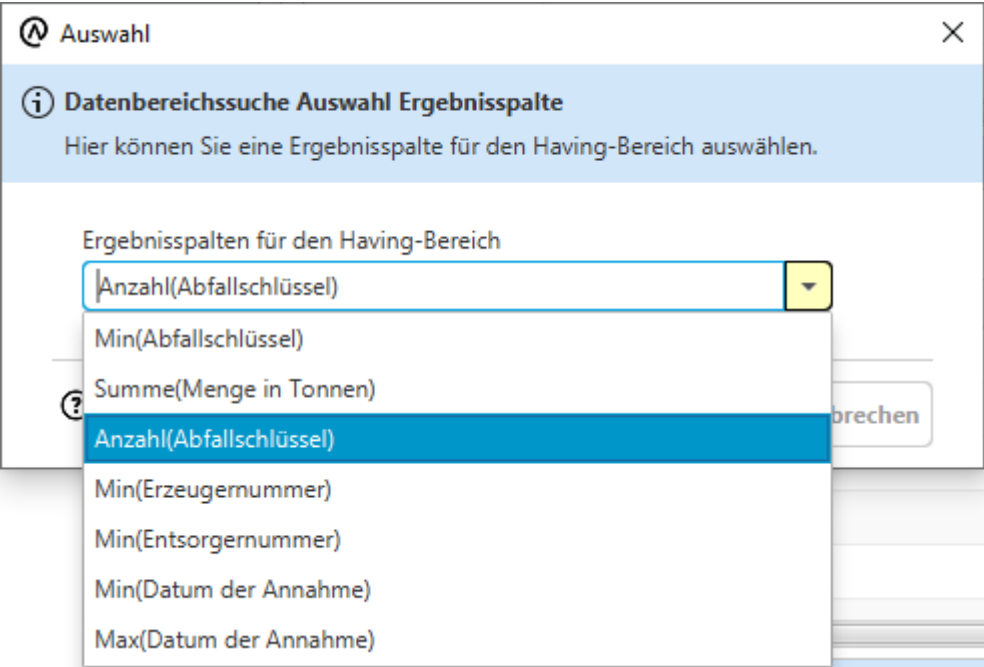 Auswahl
Datenbereichssuche Auswahl Ergebnisspalte
Hier können Sie eine Ergebnisspalte für den Having-Bereich auswählen.
Ergebnisspalten für den Having-Bereich
Anzahl(Abfallschlüssel)
Min(Abfallschlüssel)
Summe(Menge in Tonnen)
brechen
Anzahl(Abfallschlüssel)
Min(Erzeugernummer)
Min(Entsorgernummer)
Min(Datum der Annahme)
Max(Datum der Annahme)